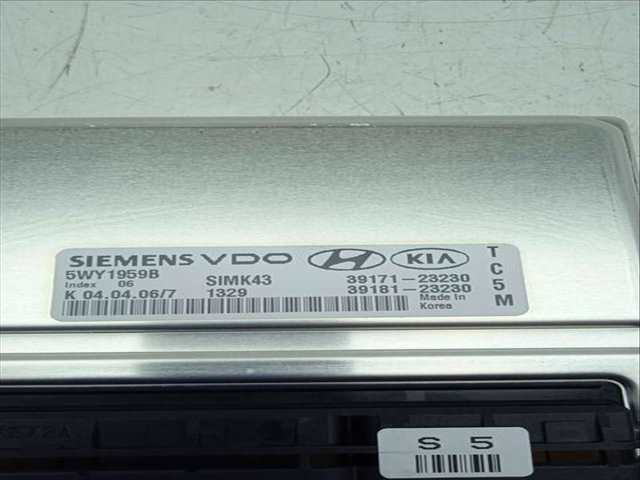 SIEMENS VDO KIA
5WY1959B SIMK43 39171-23230
Index 06 39181-23230
K 04.04.06/7 1329 Made In
Korea
TC5M
S 5